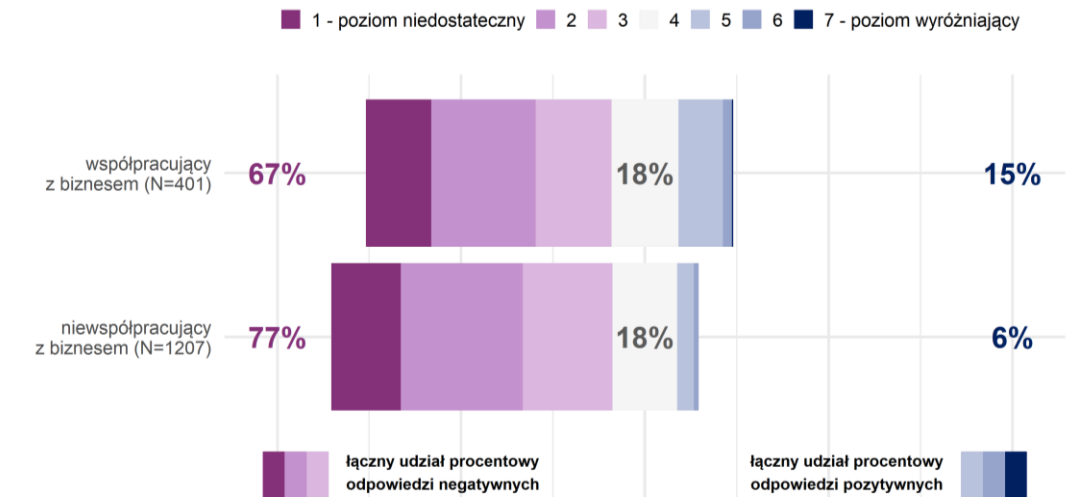 1 - poziom niedostateczny 2 3 4 5 6 7 - poziom wyróżniający
współpracujący
z biznesem (N=401)
67% 18% 15%
niewspółpracujący
z biznesem (N=1207)
77% 18% 6%
łączny udział procentowy
odpowiedzi negatywnych
łączny udział procentowy
odpowiedzi pozytywnych